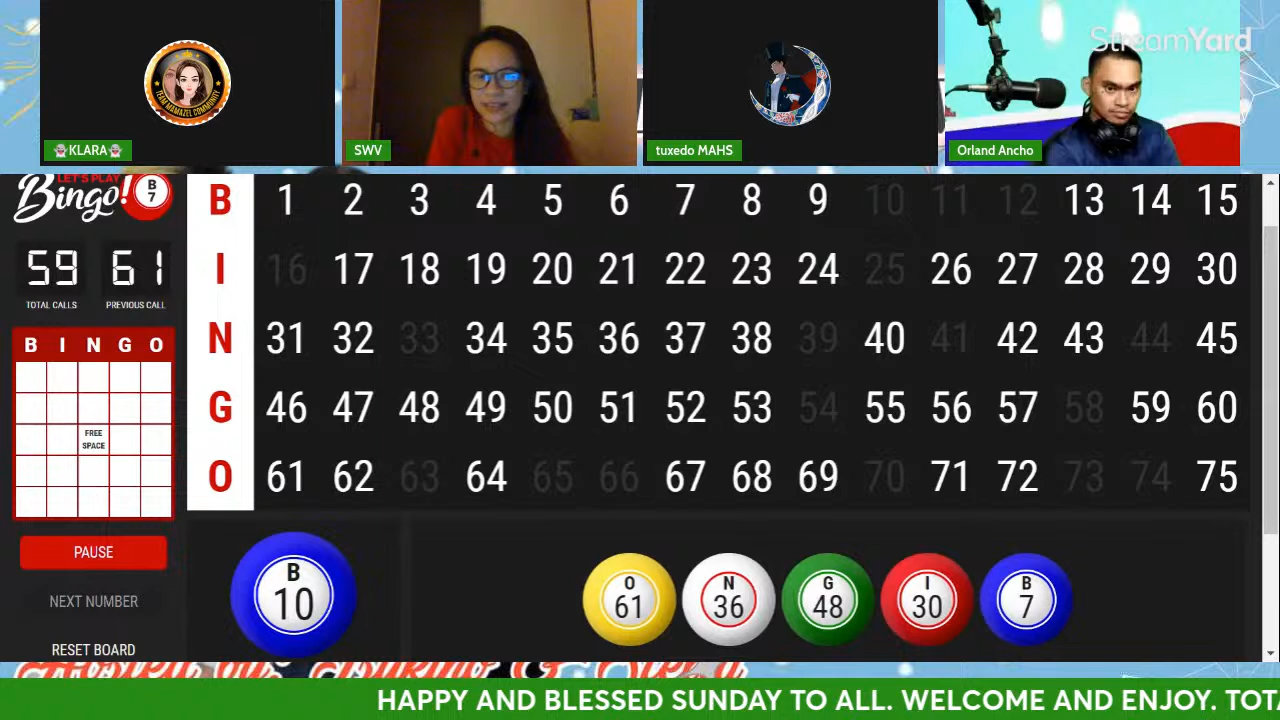 StreamYard
TEAM MAMAZEL COMMUNITY
👻KLARA👻
SWV
tuxedo MAHS
Orland Ancho
LET'S PLAY
Bingo!
B
7
59
61
TOTAL CALLS
PREVIOUS CALL
B I N G O
FREE
SPACE
PAUSE
NEXT NUMBER
RESET BOARD
B 1 2 3 4 5 6 7 8 9 10 11 12 13 14 15
I 16 17 18 19 20 21 22 23 24 25 26 27 28 29 30
N 31 32 33 34 35 36 37 38 39 40 41 42 43 44 45
G 46 47 48 49 50 51 52 53 54 55 56 57 58 59 60
O 61 62 63 64 65 66 67 68 69 70 71 72 73 74 75
B
10
O
61
N
36
G
48
I
30
B
7
HAPPY AND BLESSED SUNDAY TO ALL. WELCOME AND ENJOY. TOTA